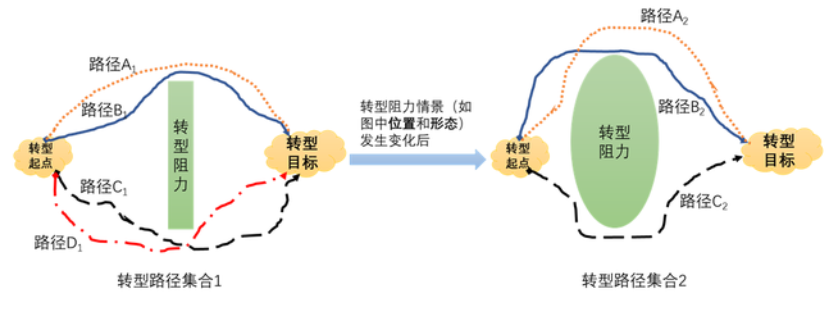 路径A1
路径B1
转型
起点
转型
阻力
转型
目标
路径C1
路径D1
转型路径集合1
转型阻力情景（如
图中位置和形态）
发生变化后
路径A2
路径B2
转型
起点
转型
阻力
转型
目标
路径C2
转型路径集合2